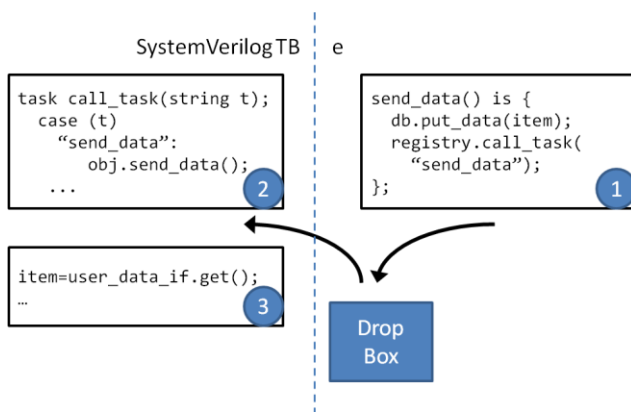 SystemVerilog TB e
task call_task(string t);
case (t)
“send_data”:
obj.send_data();
...
2
send_data() is {
db.put_data(item);
registry.call_task(
“send_data”);
};
1
item=user_data_if.get();
…
3
Drop
Box